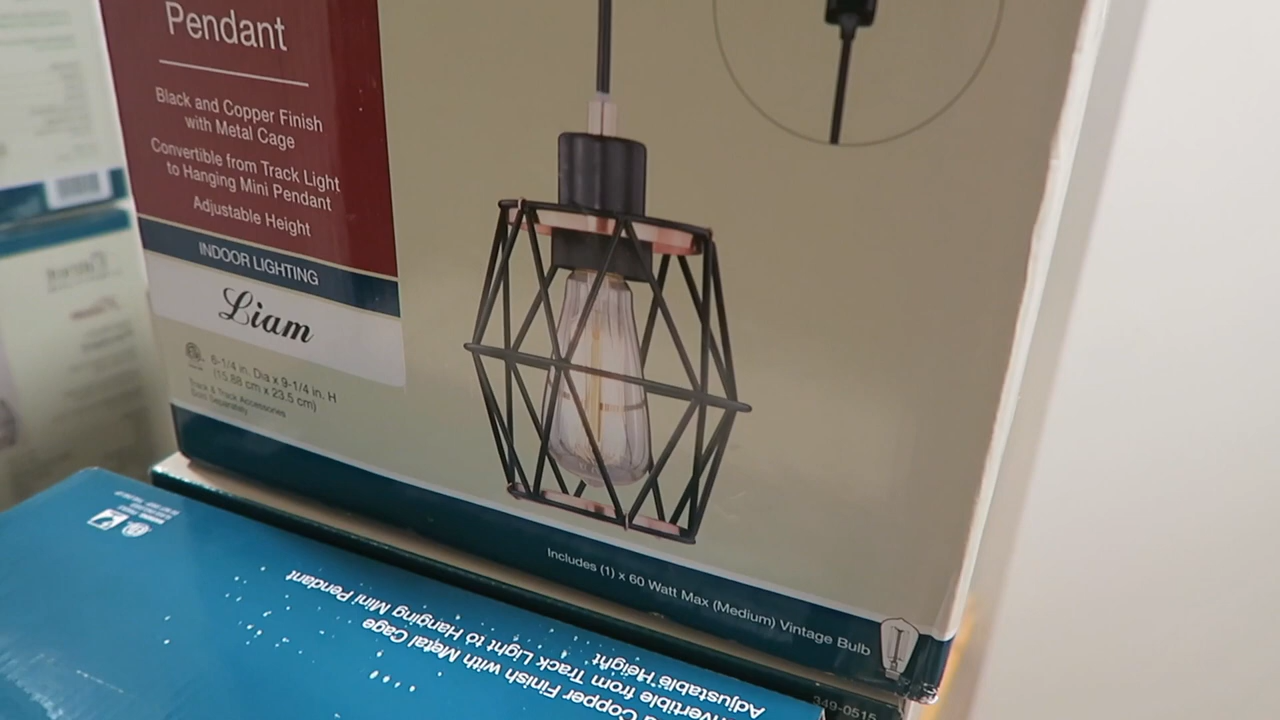 Pendant
Black and Copper Finish
with Metal Cage
Convertible from Track Light
to Hanging Mini Pendant
Adjustable Height
INDOOR LIGHTING
Liam
6-1/4 in. Dia x 9-1/4 in. H
(15.88 cm x 23.5 cm)
Track & Track Accessories
Sold Separately
Includes (1) x 60 Watt Max (Medium) Vintage Bulb
349-0515
Copper Finish with Metal Cage
Convertible from Track Light to Hanging Mini Pendant
Adjustable Height